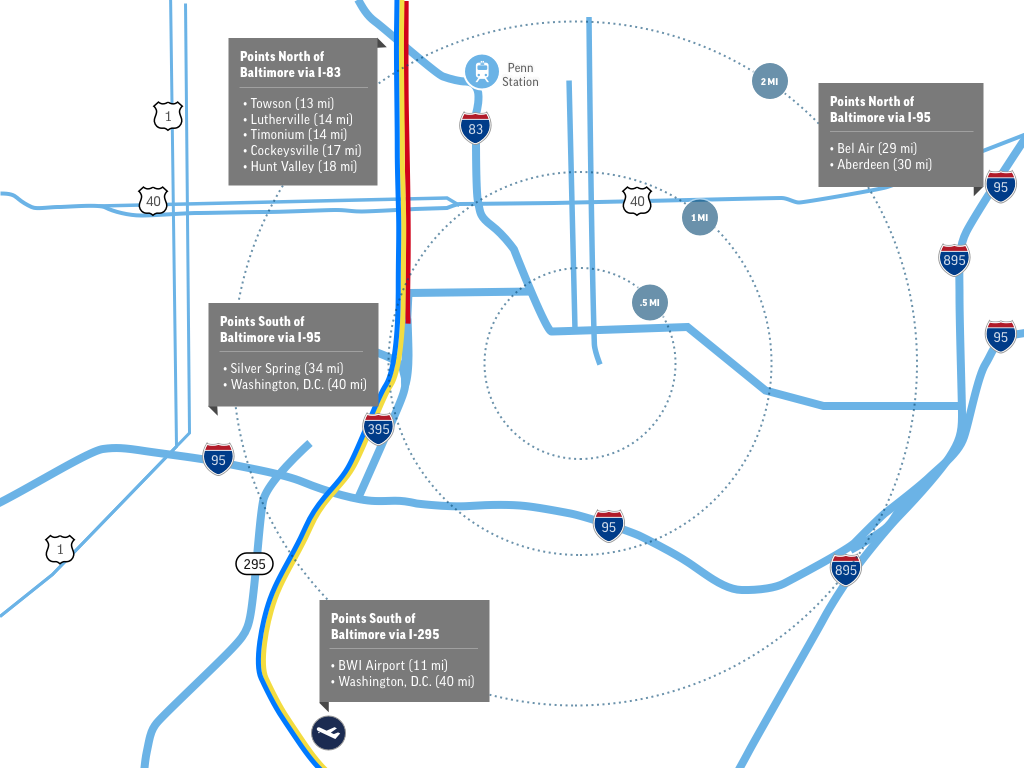 Points North of
Baltimore via I-83
• Towson (13 mi)
• Lutherville (14 mi)
• Timonium (14 mi)
• Cockeysville (17 mi)
• Hunt Valley (18 mi)
Penn
Station
2 MI
Points North of
Baltimore via I-95
• Bel Air (29 mi)
• Aberdeen (30 mi)
1
83
40
40
95
1 MI
895
.5 MI
Points South of
Baltimore via I-95
• Silver Spring (34 mi)
• Washington, D.C. (40 mi)
95
395
95
95
1
295
895
Points South of
Baltimore via I-295
• BWI Airport (11 mi)
• Washington, D.C. (40 mi)